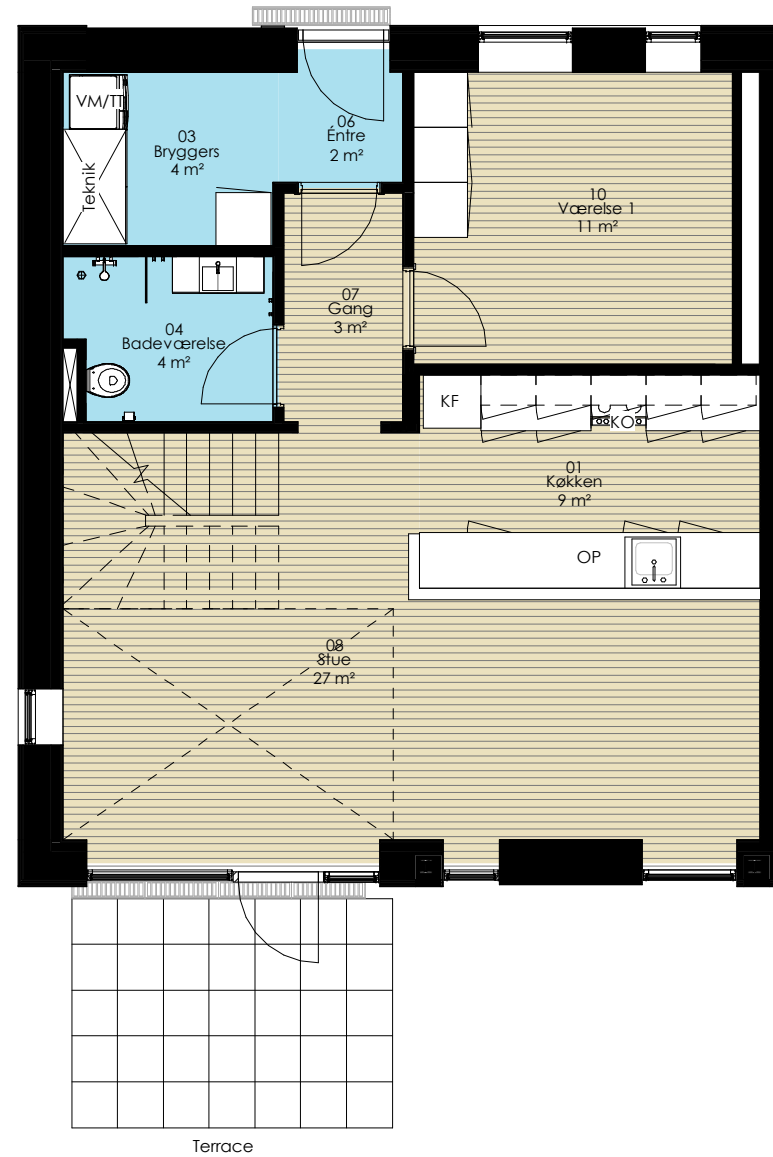 VM/TT
Teknik
03
Bryggers
4 m²
06
Éntre
2 m²
10
Værelse 1
11 m²
07
Gang
3 m²
04
Badeværelse
4 m²
KF
KO
01
Køkken
9 m²
OP
08
Stue
27 m²
Terrace